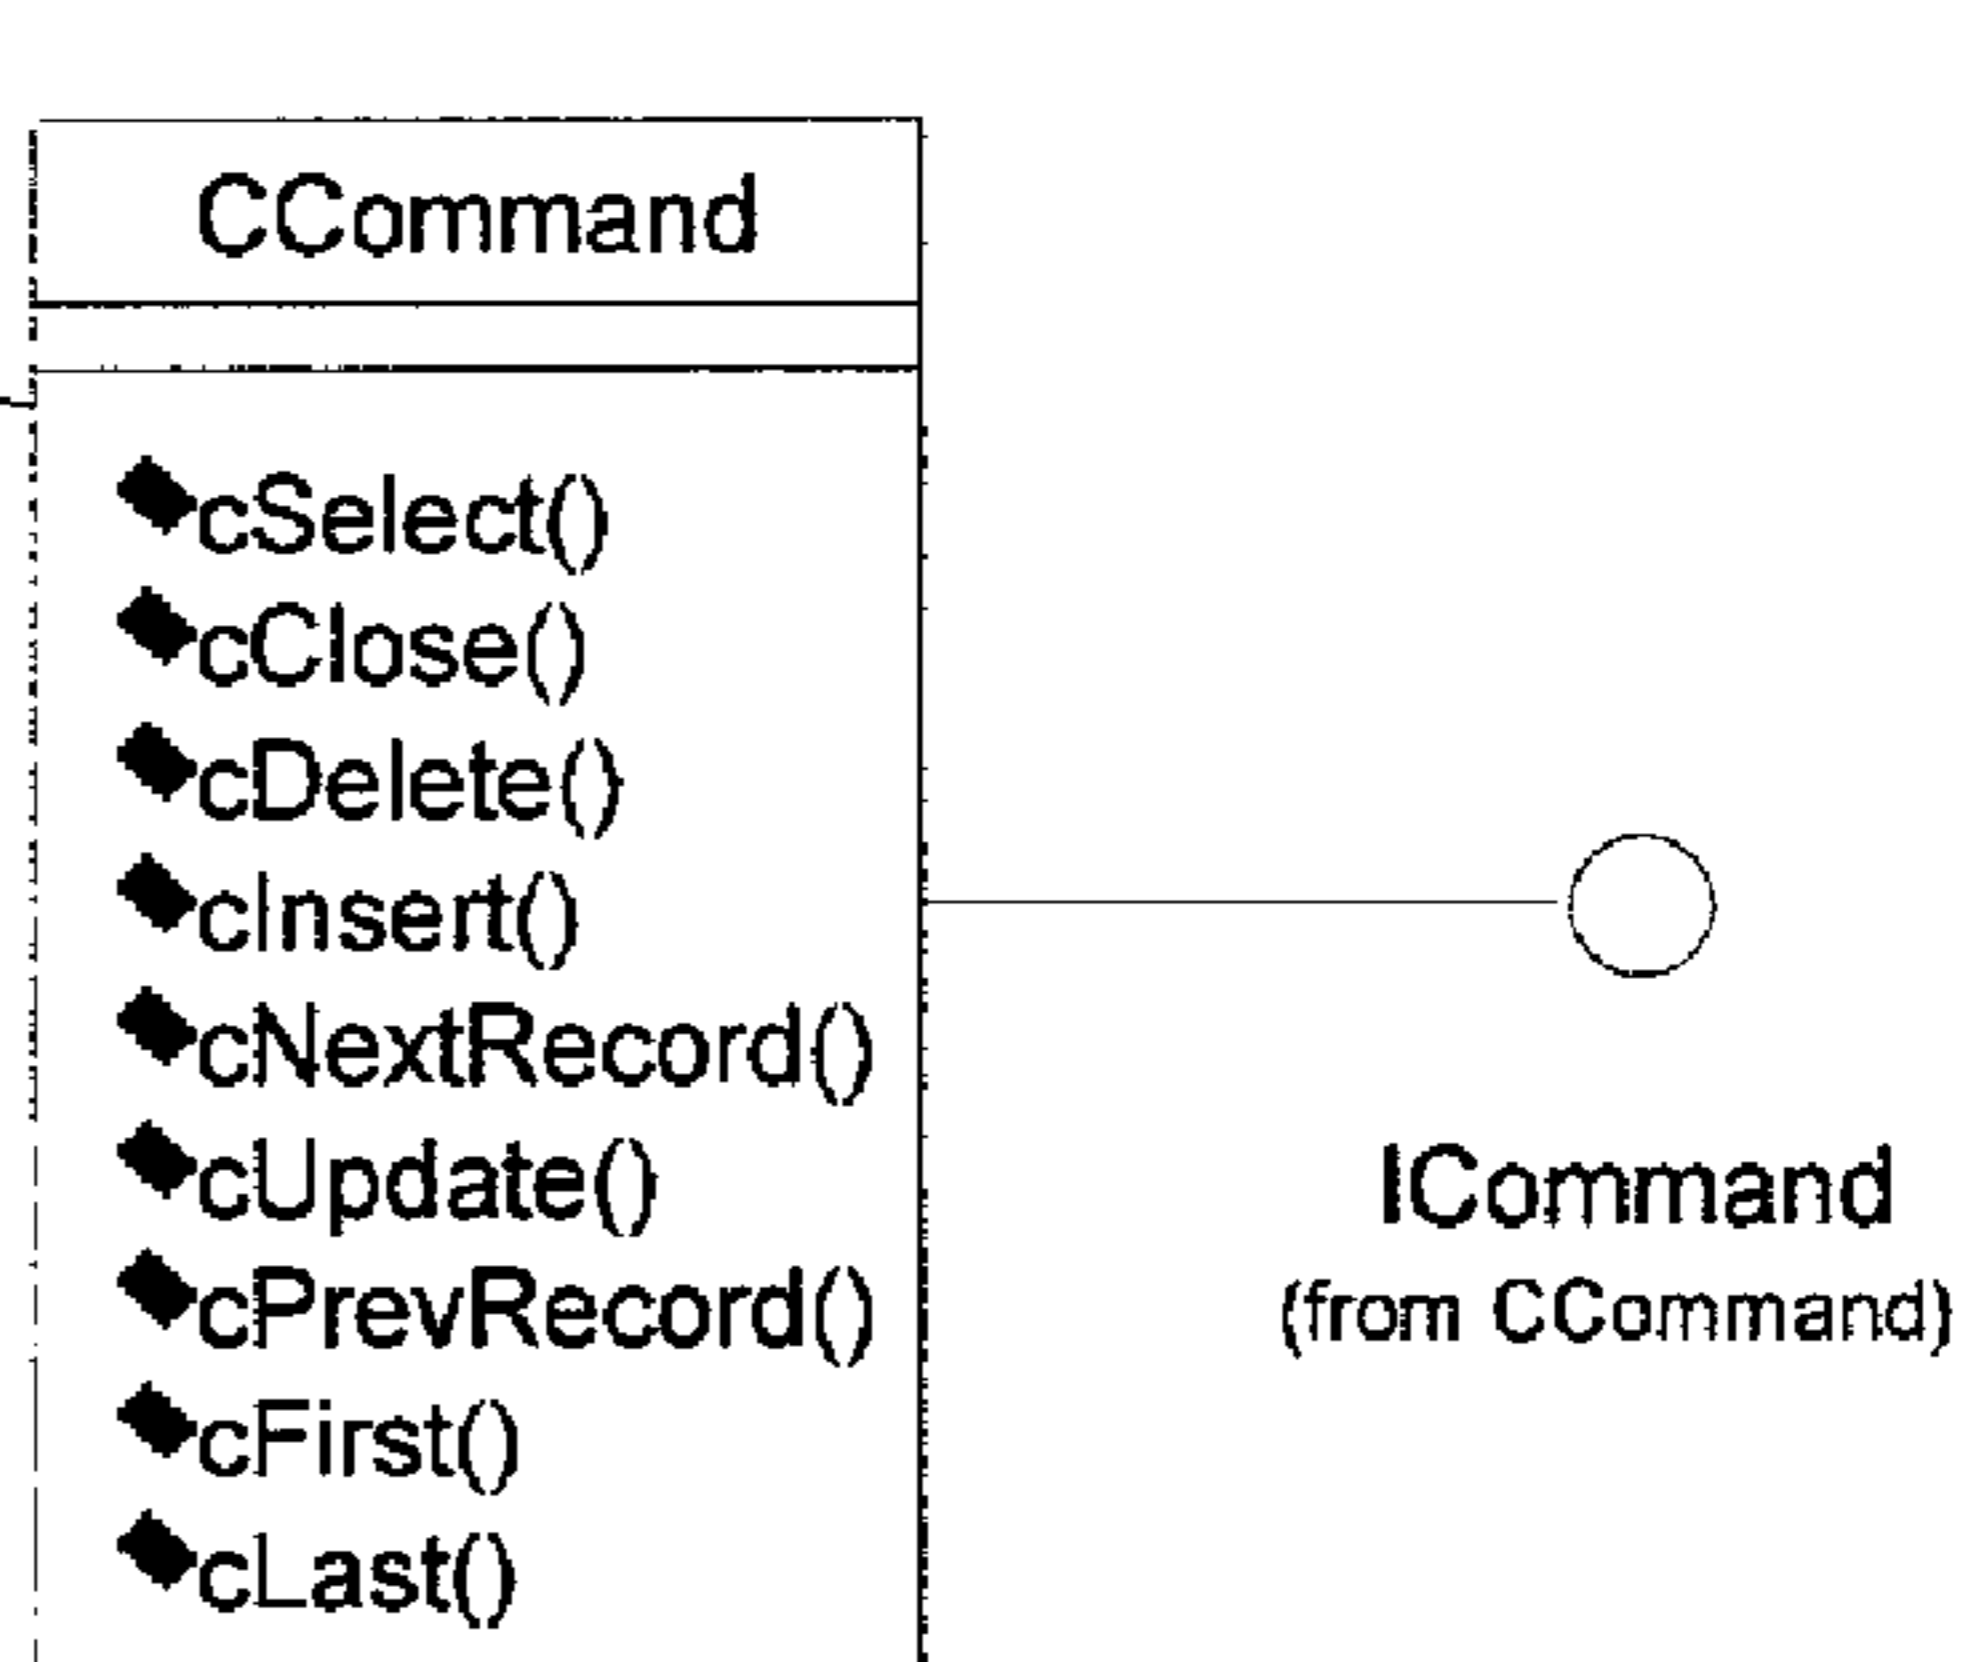 CCommand
cSelect()
cClose()
cDelete()
cInsert()
cNextRecord()
cUpdate()
cPrevRecord()
cFirst()
cLast()
ICommand
(from CCommand)